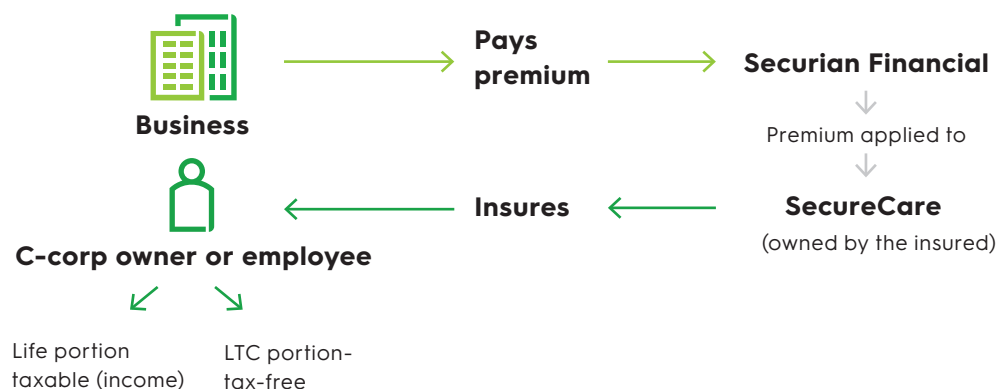 Business
Pays
premium
Securian Financial
Premium applied to
SecureCare
(owned by the insured)
Insures
C-corp owner or employee
Life portion
taxable (income)
LTC portion-
tax-free